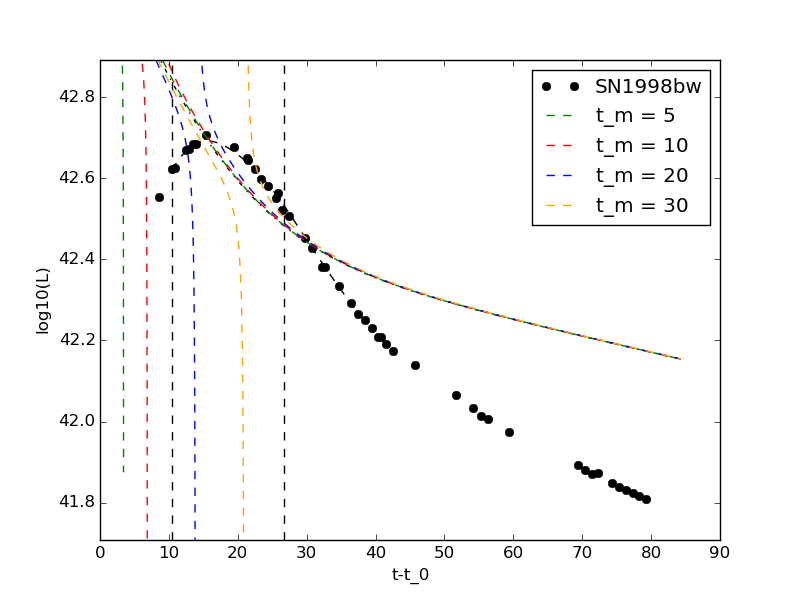 SN1998bw
t_m = 5
t_m = 10
t_m = 20
t_m = 30
42.8
42.6
42.4
42.2
42.0
41.8
log10(L)
0 10 20 30 40 50 60 70 80 90
t-t_0